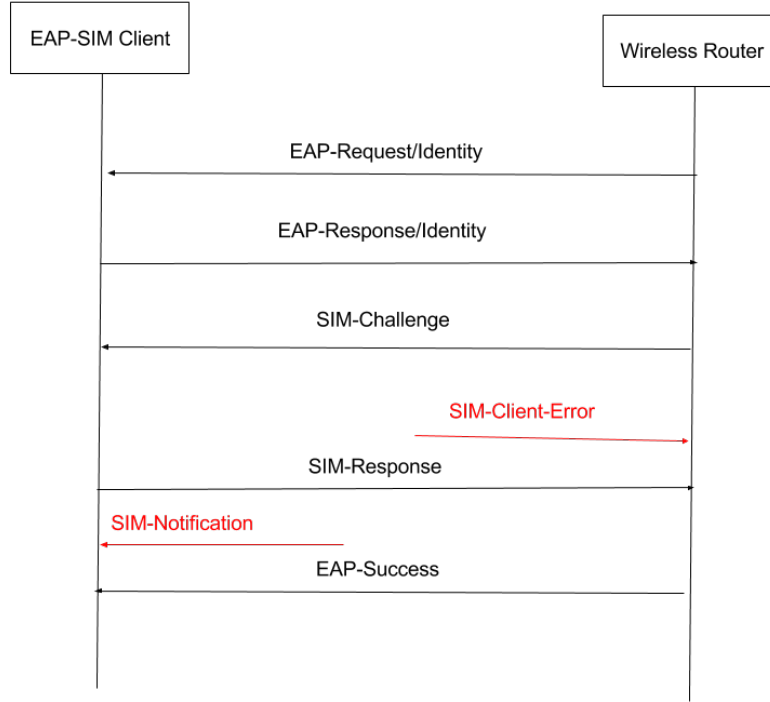 EAP-SIM Client
Wireless Router
EAP-Request/Identity
EAP-Response/Identity
SIM-Challenge
SIM-Client-Error
SIM-Response
SIM-Notification
EAP-Success